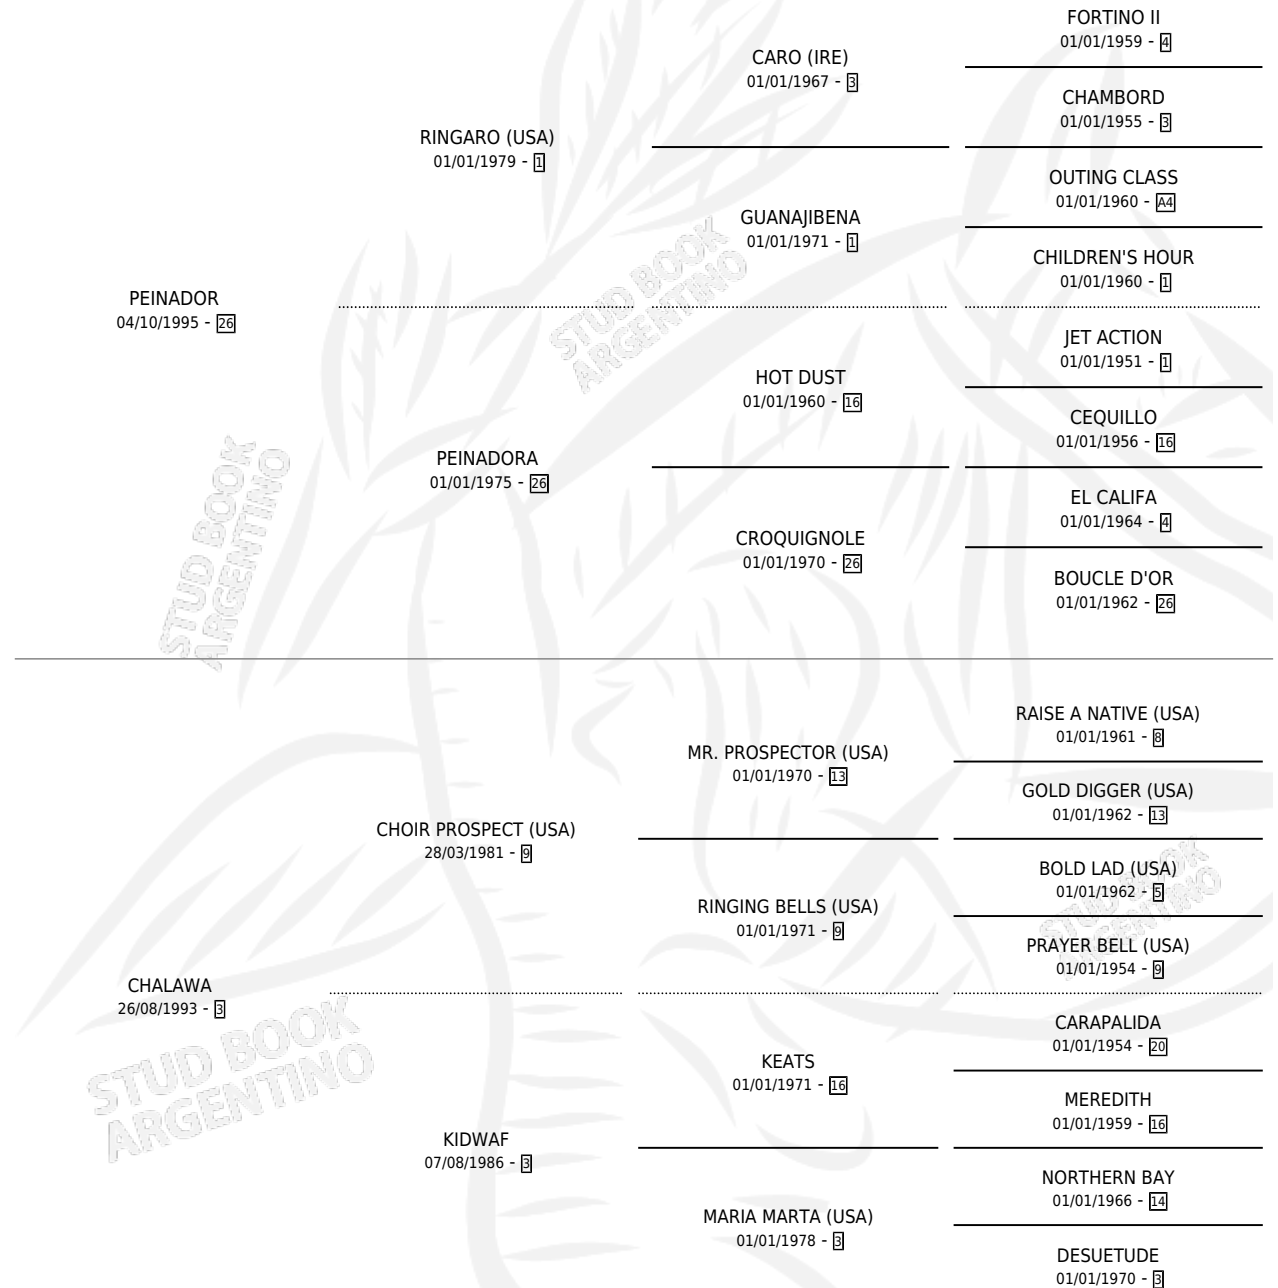 FORTINO II
01/01/1959 - 4
CARO (IRE)
01/01/1967 - 3
CHAMBORD
01/01/1955 - 3
RINGARO (USA)
01/01/1979 - 1
OUTING CLASS
01/01/1960 - A4
GUANAJIBENA
01/01/1971 - 1
CHILDREN'S HOUR
01/01/1960 - 1
PEINADOR
04/10/1995 - 26
STUD BOOK
ARGENTINO
JET ACTION
01/01/1951 - 1
HOT DUST
01/01/1960 - 16
CEQUILLO
01/01/1956 - 16
PEINADORA
01/01/1975 - 26
EL CALIFA
01/01/1964 - 4
CROQUIGNOLE
01/01/1970 - 26
BOUCLE D'OR
01/01/1962 - 26
STUD BOOK
ARGENTINO
RAISE A NATIVE (USA)
01/01/1961 - 8
MR. PROSPECTOR (USA)
01/01/1970 - 13
GOLD DIGGER (USA)
01/01/1962 - 13
CHOIR PROSPECT (USA)
28/03/1981 - 9
BOLD LAD (USA)
01/01/1962 - 5
RINGING BELLS (USA)
01/01/1971 - 9
PRAYER BELL (USA)
01/01/1954 - 9
STUD BOOK
ARGENTINO
CHALAWA
26/08/1993 - 3
STUD BOOK
ARGENTINO
CARAPALIDA
01/01/1954 - 20
KEATS
01/01/1971 - 16
MEREDITH
01/01/1959 - 16
KIDWAF
07/08/1986 - 3
NORTHERN BAY
01/01/1966 - 14
MARIA MARTA (USA)
01/01/1978 - 3
DESUETUDE
01/01/1970 - 3